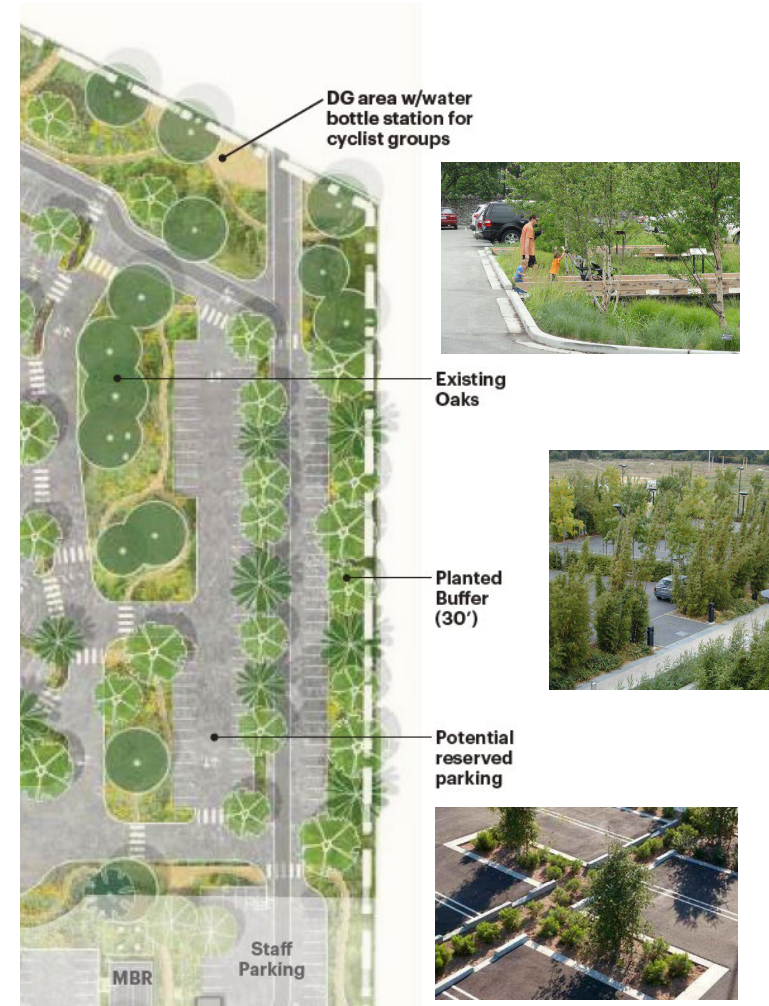 DG area w/water
bottle station for
cyclist groups
Existing
Oaks
Planted
Buffer
(30’)
Potential
reserved
parking
Staff
Parking
MBR